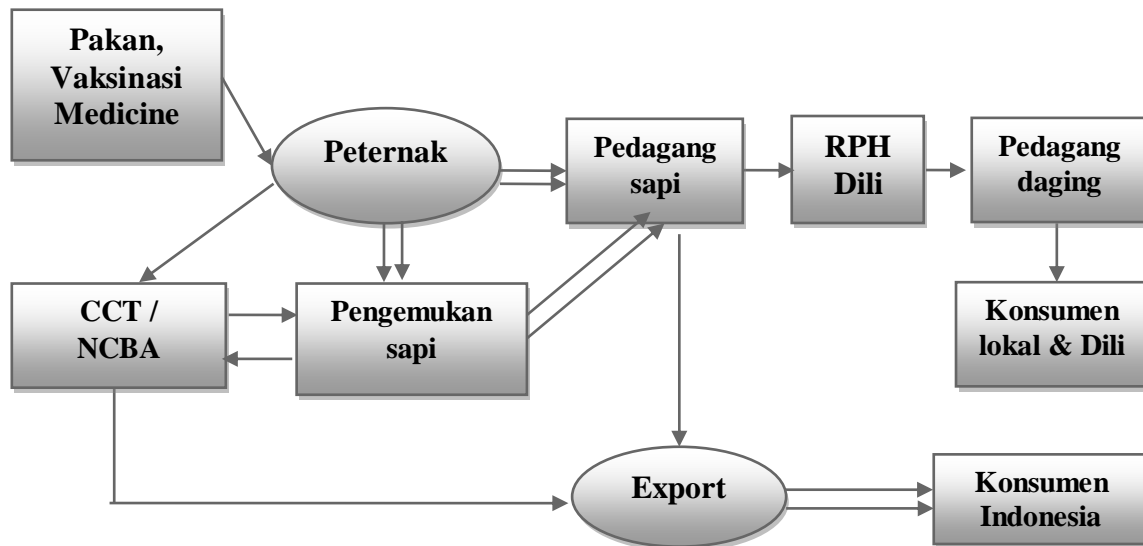 Pakan,
Vaksinasi
Medicine
Peternak
Pedagang
sapi
RPH
Dili
Pedagang
daging
CCT /
NCBA
Pengemukan
sapi
Konsumen
lokal & Dili
Export
Konsumen
Indonesia